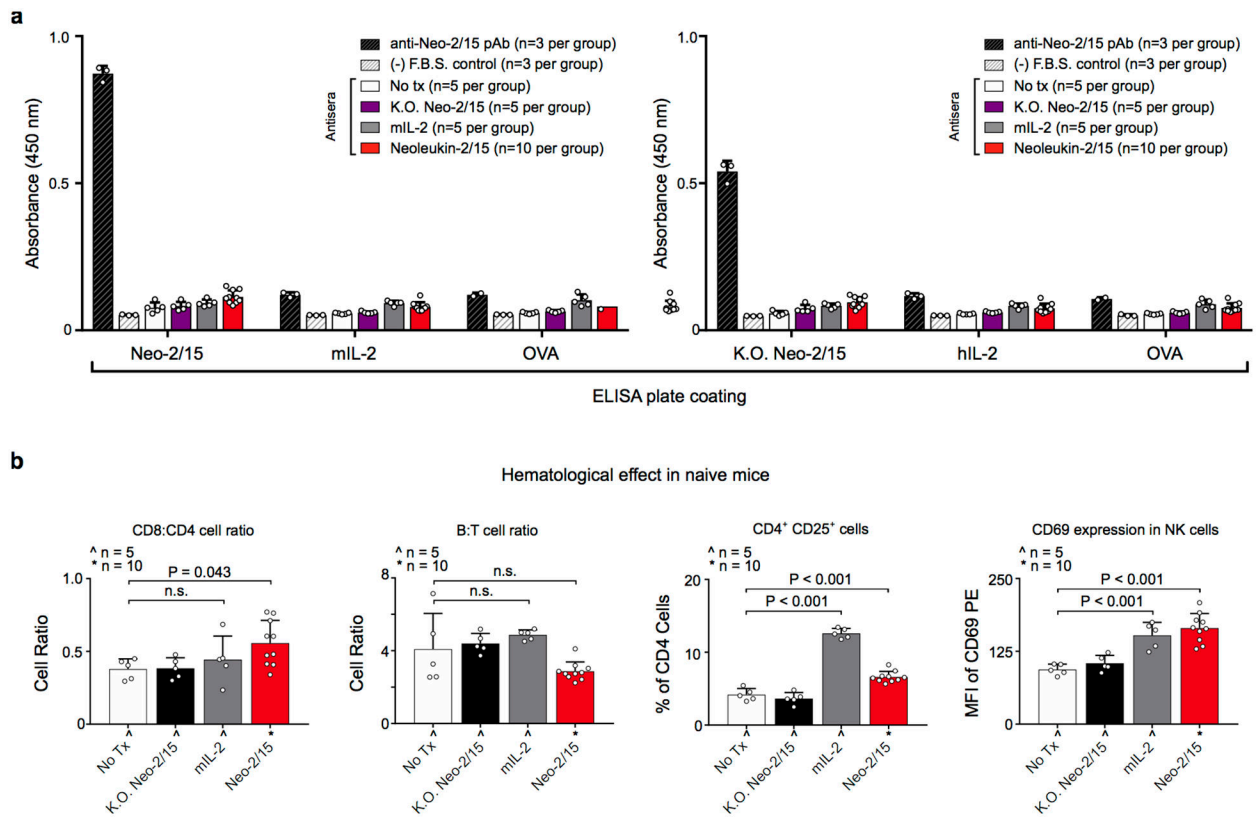 a
1.0
0.5
0
Absorbance (450 nm)
anti-Neo-2/15 pAb (n=3 per group)
(-) F.B.S. control (n=3 per group)
Antisera
No tx (n=5 per group)
K.O. Neo-2/15 (n=5 per group)
mIL-2 (n=5 per group)
Neoleukin-2/15 (n=10 per group)
Neo-2/15
mIL-2
OVA
1.0
0.5
0
Absorbance (450 nm)
anti-Neo-2/15 pAb (n=3 per group)
(-) F.B.S. control (n=3 per group)
Antisera
No tx (n=5 per group)
K.O. Neo-2/15 (n=5 per group)
mIL-2 (n=5 per group)
Neoleukin-2/15 (n=10 per group)
K.O. Neo-2/15
hIL-2
OVA
ELISA plate coating
b
Hematological effect in naive mice
CD8:CD4 cell ratio
^ n = 5
* n = 10
P = 0.043
n.s.
1.0
0.5
0
Cell Ratio
^ ^ ^ *
No Tx
K.O. Neo-2/15
mIL-2
Neo-2/15
B:T cell ratio
^ n = 5
* n = 10
n.s.
n.s.
8
4
0
Cell Ratio
^ ^ ^ *
No Tx
K.O. Neo-2/15
mIL-2
Neo-2/15
CD4⁺ CD25⁺ cells
^ n = 5
* n = 10
P < 0.001
P < 0.001
20
10
0
% of CD4 Cells
^ ^ ^ *
No Tx
K.O. Neo-2/15
mIL-2
Neo-2/15
CD69 expression in NK cells
^ n = 5
* n = 10
P < 0.001
P < 0.001
250
125
0
MFI of CD69 PE
^ ^ ^ *
No Tx
K.O. Neo-2/15
mIL-2
Neo-2/15